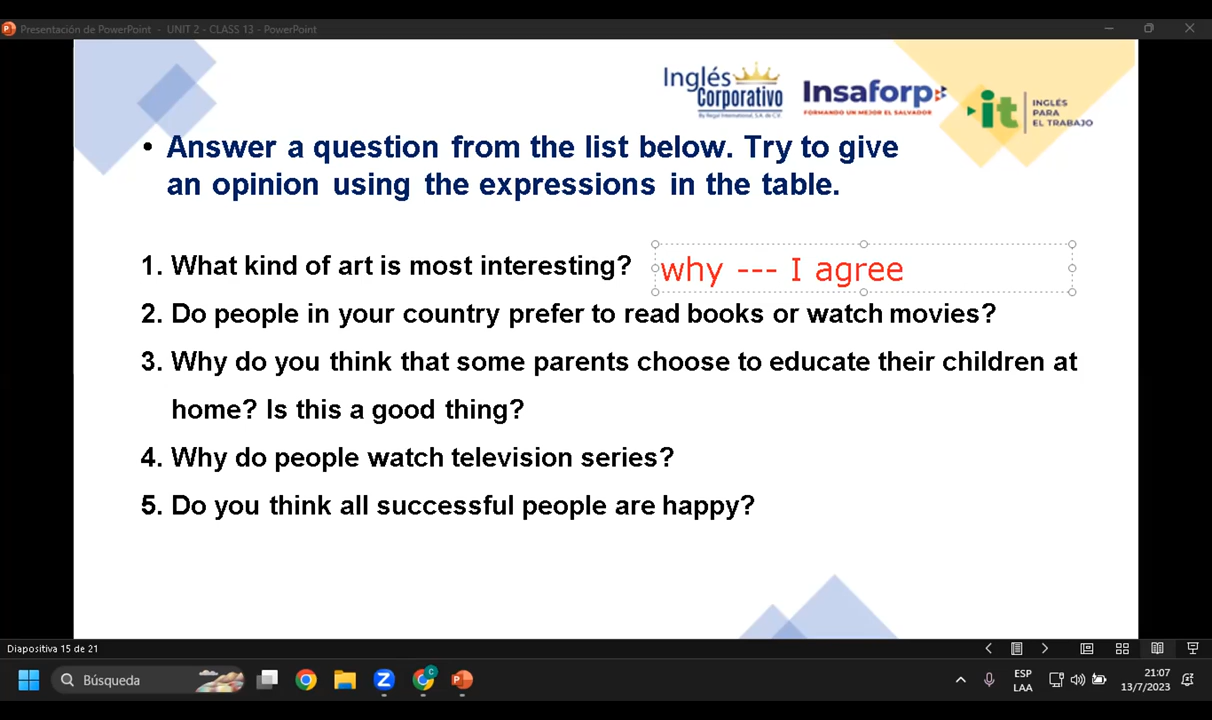 Presentación de PowerPoint - UNIT 2 - CLASS 13 - PowerPoint
Inglés Corporativo
By Regal International, S.A. de C.V.
Insaforp
FORMANDO UN MEJOR EL SALVADOR
it INGLÉS PARA EL TRABAJO
• Answer a question from the list below. Try to give
an opinion using the expressions in the table.
1. What kind of art is most interesting? why --- I agree
2. Do people in your country prefer to read books or watch movies?
3. Why do you think that some parents choose to educate their children at
home? Is this a good thing?
4. Why do people watch television series?
5. Do you think all successful people are happy?
Diapositiva 15 de 21
Búsqueda
ESP
LAA
21:07
13/7/2023